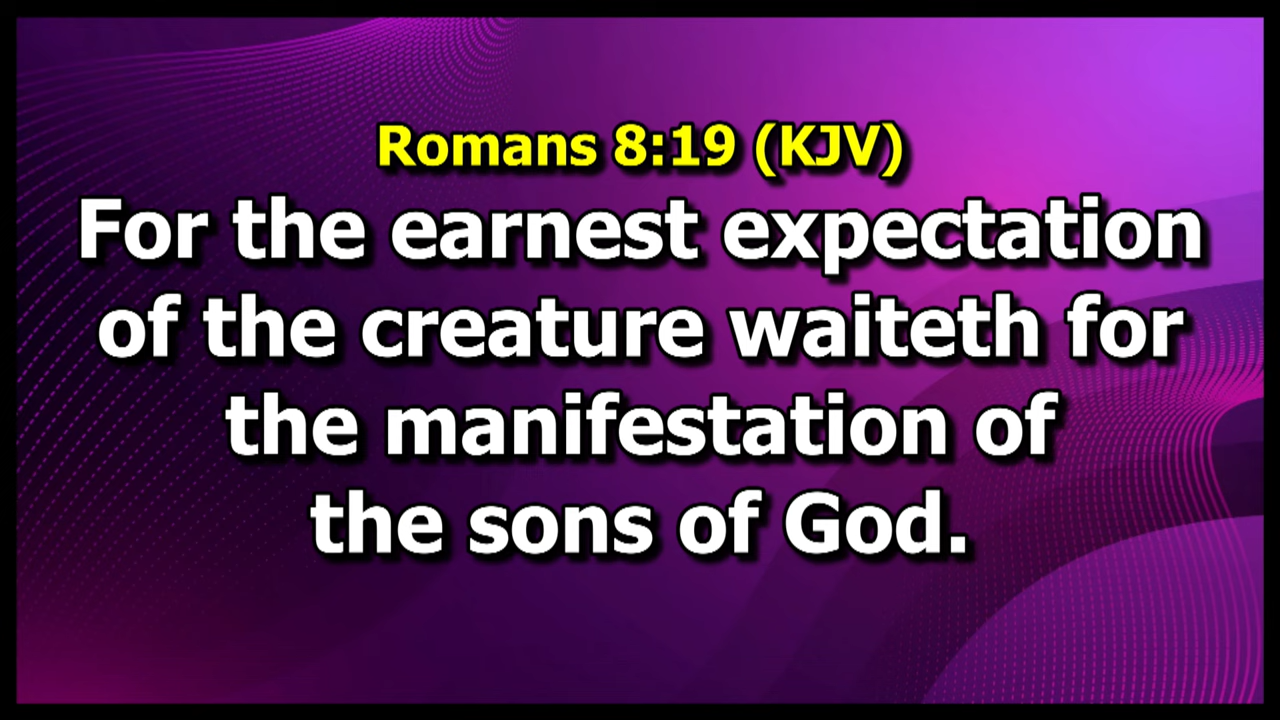 Romans 8:19 (KJV)
For the earnest expectation
of the creature waiteth for
the manifestation of
the sons of God.